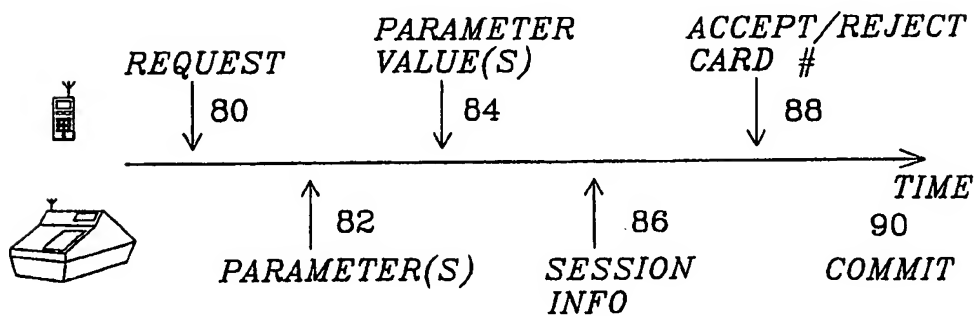 PARAMETER
VALUE(S)
ACCEPT/REJECT
CARD #
REQUEST
80
84
88
TIME
82
86
90
PARAMETER(S)
SESSION
INFO
COMMIT